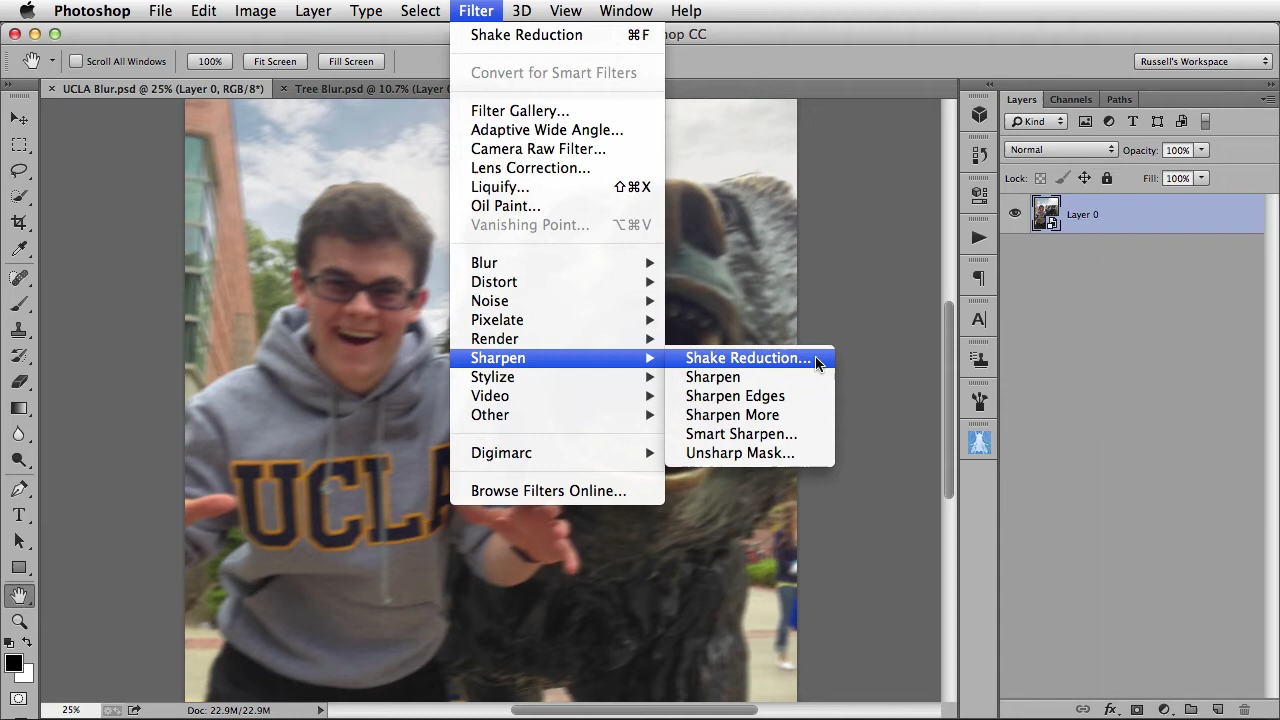 Photoshop File Edit Image Layer Type Select Filter 3D View Window Help
hop CC
Scroll All Windows 100% Fit Screen Fill Screen Russell's Workspace
× UCLA Blur.psd @ 25% (Layer 0, RGB/8*) × Tree Blur.psd @ 10.7% (Layer
Shake Reduction ⌘F
Convert for Smart Filters
Filter Gallery...
Adaptive Wide Angle...
Camera Raw Filter...
Lens Correction...
Liquify... ⇧⌘X
Oil Paint...
Vanishing Point... ⌥⌘V
Blur
Distort
Noise
Pixelate
Render
Sharpen
Stylize
Video
Other
Digimarc
Browse Filters Online...
Shake Reduction...
Sharpen
Sharpen Edges
Sharpen More
Smart Sharpen...
Unsharp Mask...
UCLA
Layers Channels Paths
Kind
Normal Opacity: 100%
Lock: Fill: 100%
Layer 0
25% Doc: 22.9M/22.9M